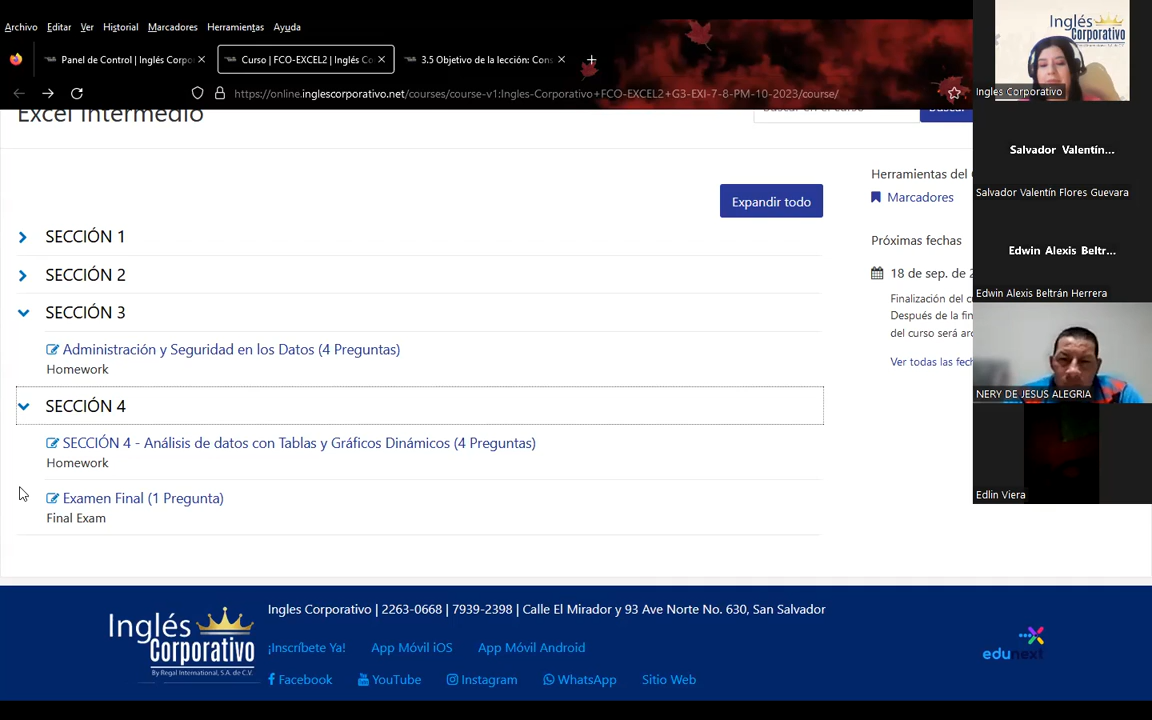 Archivo Editar Ver Historial Marcadores Herramientas Ayuda
Panel de Control | Inglés Corpo
Curso | FCO-EXCEL2 | Inglés Co
3.5 Objetivo de la lección: Con
https://online.inglescorporativo.net/courses/course-v1:Ingles-Corporativo+FCO-EXCEL2+G3-EXI-7-8-PM-10-2023/course/
Excel Intermedio
Expandir todo
SECCIÓN 1
SECCIÓN 2
SECCIÓN 3
Administración y Seguridad en los Datos (4 Preguntas)
Homework
SECCIÓN 4
SECCIÓN 4 - Análisis de datos con Tablas y Gráficos Dinámicos (4 Preguntas)
Homework
Examen Final (1 Pregunta)
Final Exam
Herramientas del
Marcadores
Próximas fechas
18 de sep. de 2
Finalización del c
Después de la fin
del curso será arc
Ver todas las fech
Inglés
Corporativo
Ingles Corporativo
Salvador Valentín...
Salvador Valentín Flores Guevara
Edwin Alexis Beltr...
Edwin Alexis Beltrán Herrera
NERY DE JESUS ALEGRIA
Edlin Viera
Inglés
Corporativo
By Regal International, S.A. de C.V.
Ingles Corporativo | 2263-0668 | 7939-2398 | Calle El Mirador y 93 Ave Norte No. 630, San Salvador
¡Inscríbete Ya! App Móvil iOS App Móvil Android
Facebook YouTube Instagram WhatsApp Sitio Web
edunext